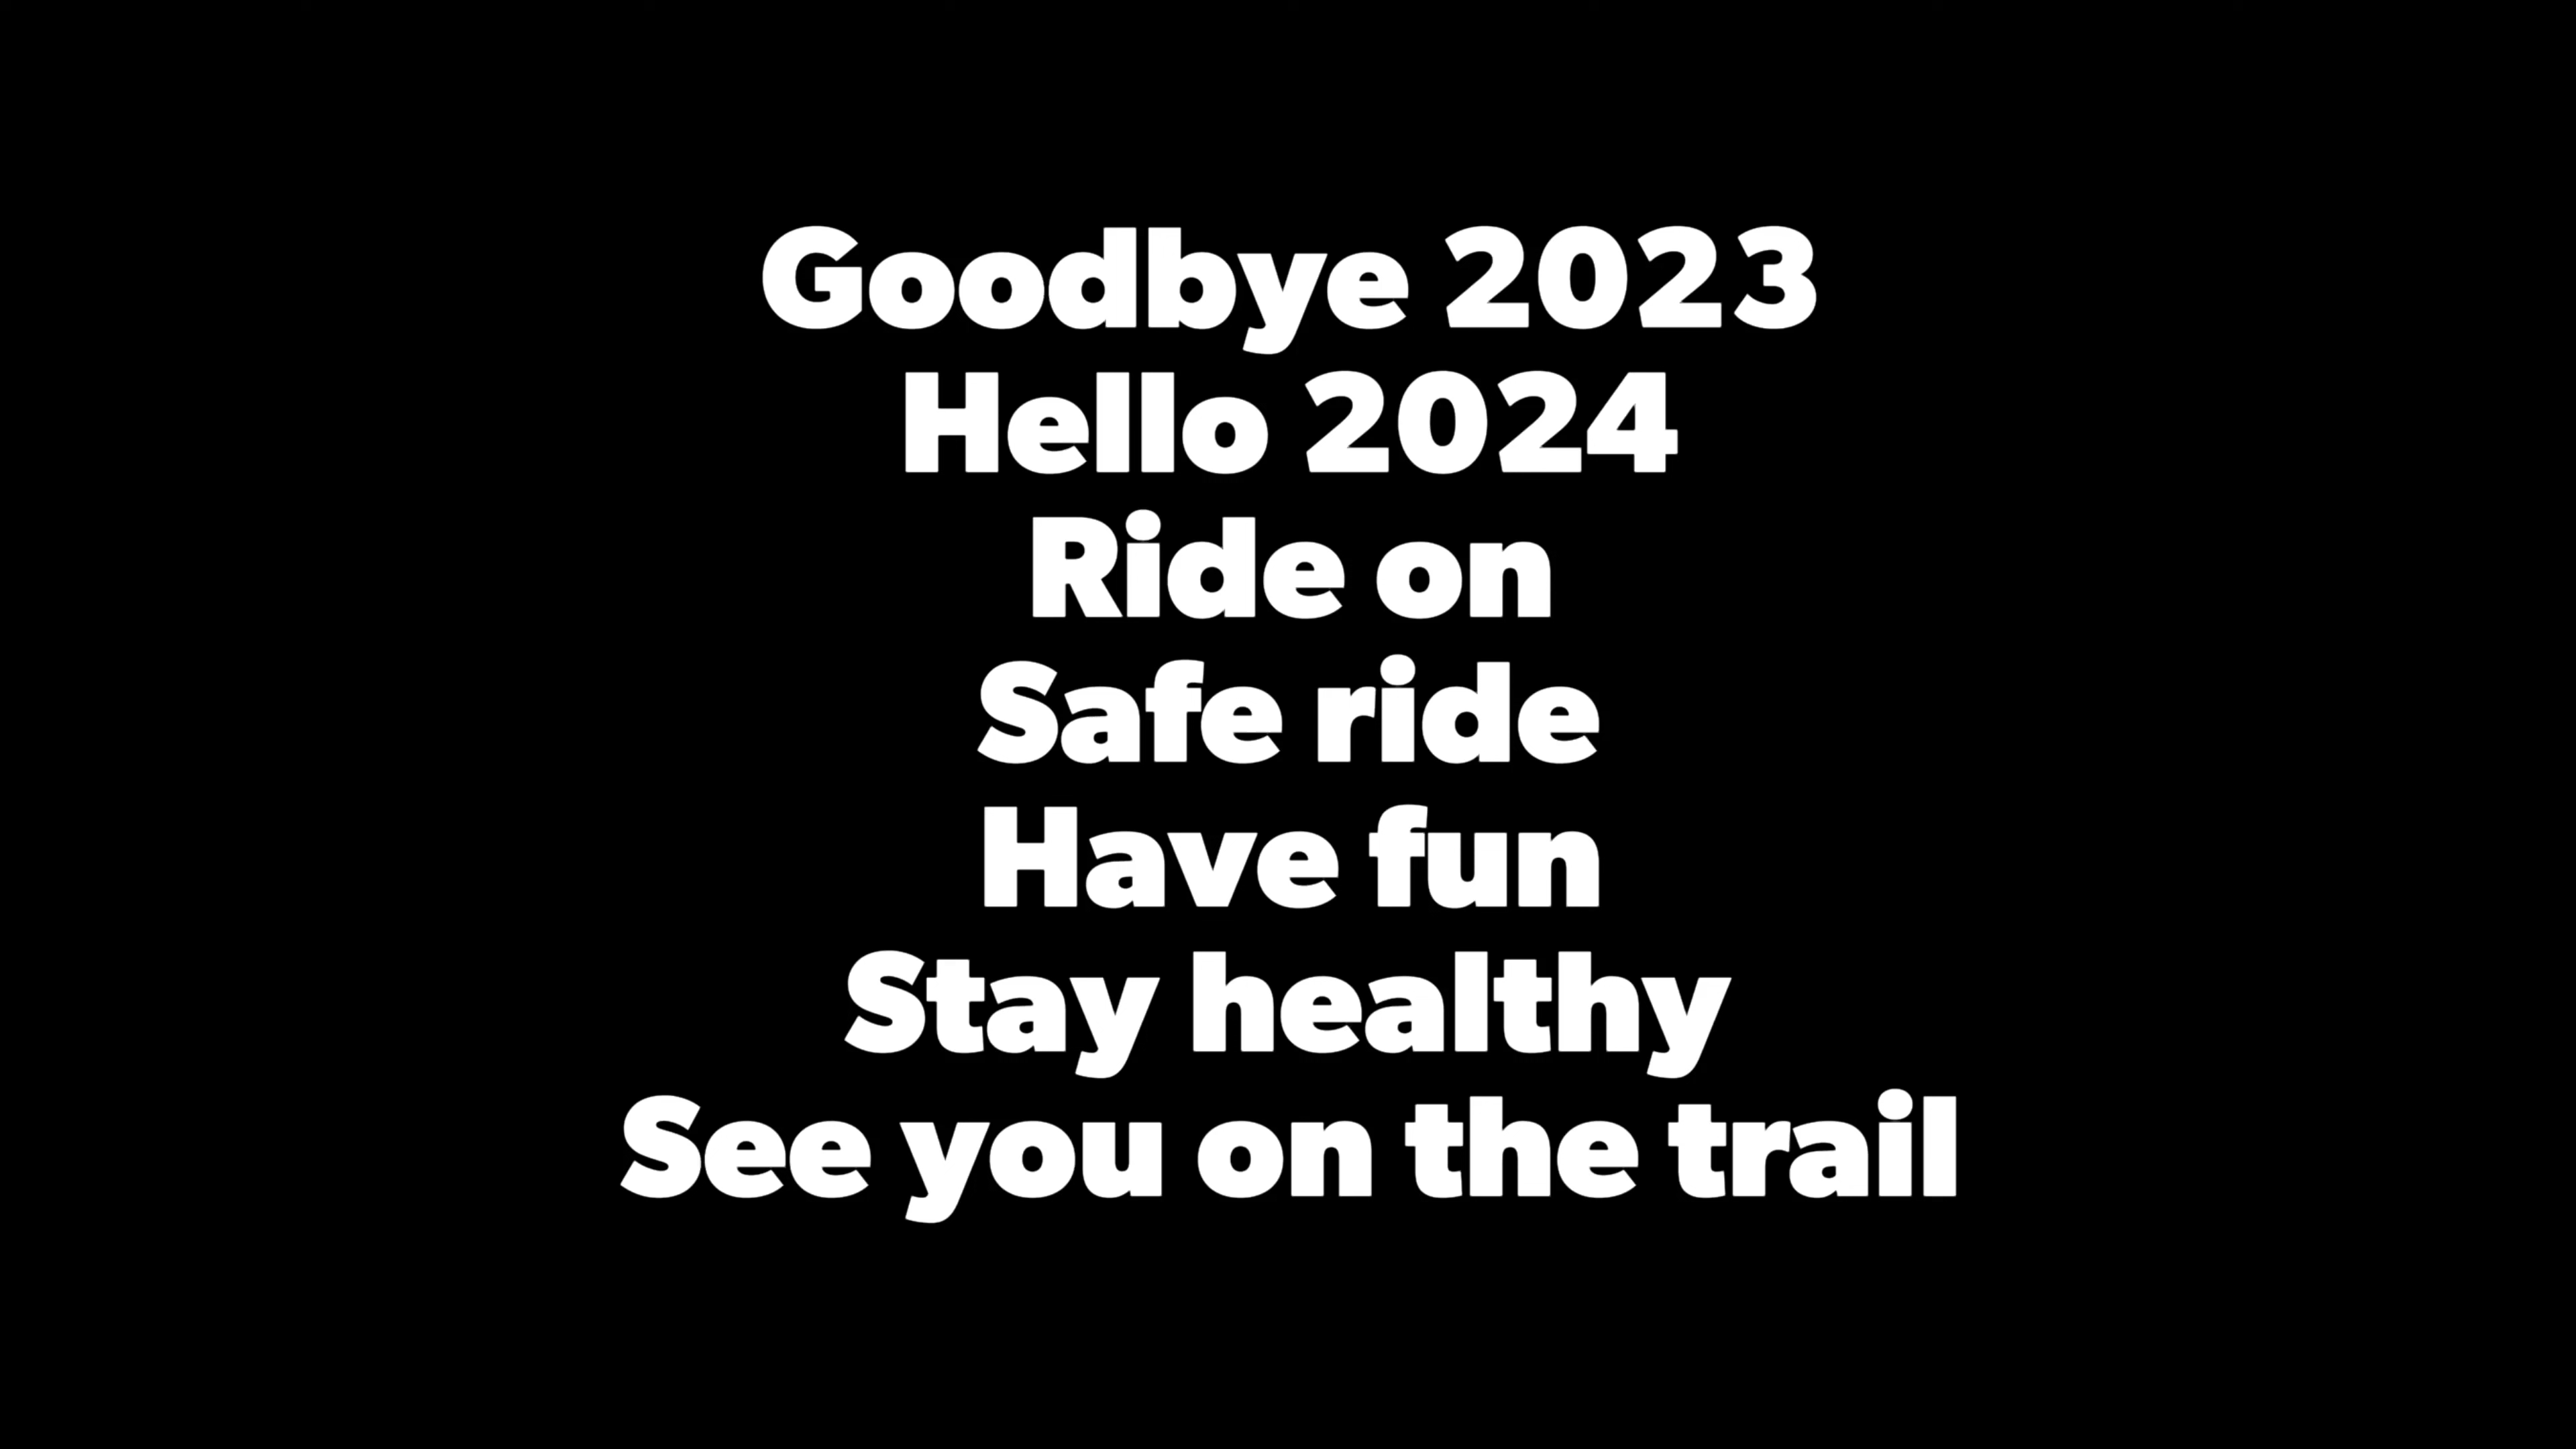 Goodbye 2023
Hello 2024
Ride on
Safe ride
Have fun
Stay healthy
See you on the trail